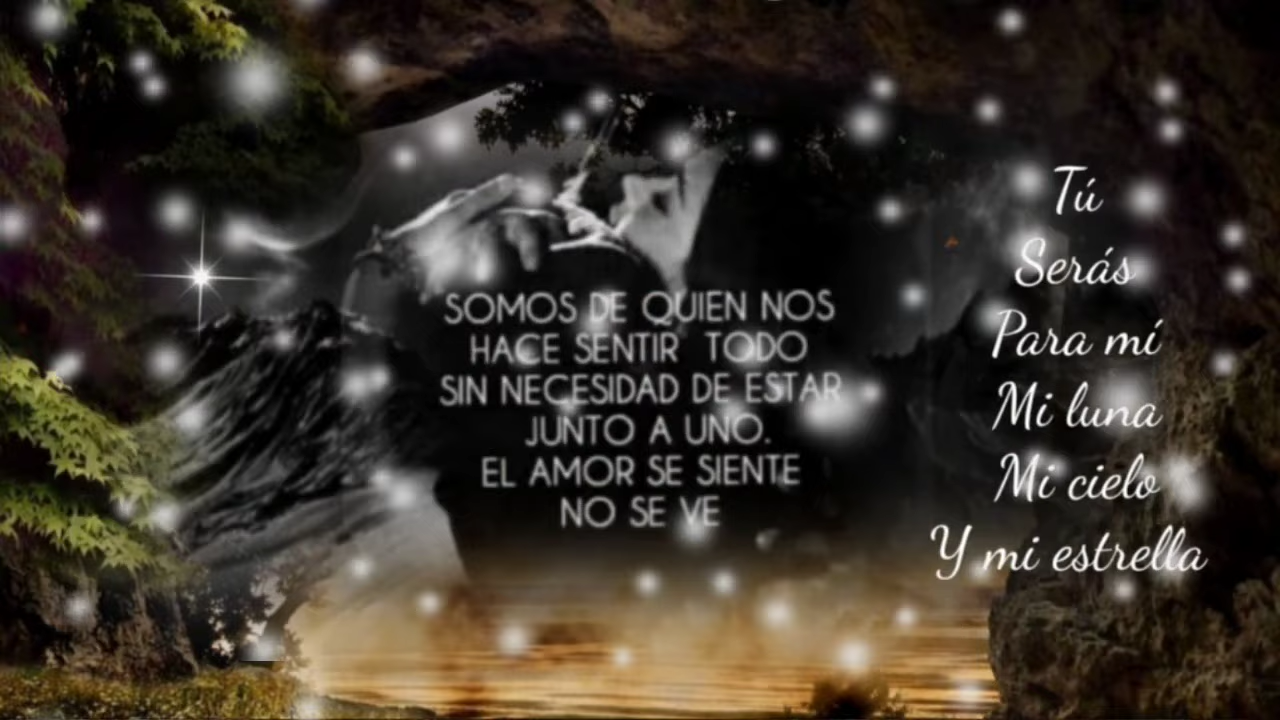 SOMOS DE QUIEN NOS
HACE SENTIR TODO
SIN NECESIDAD DE ESTAR
JUNTO A UNO.
EL AMOR SE SIENTE
NO SE VE
Tú
Serás
Para mí
Mi luna
Mi cielo
Y mi estrella